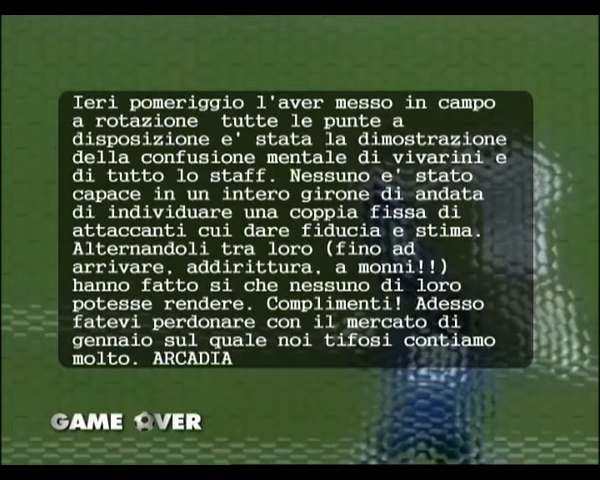 Ieri pomeriggio l'aver messo in campo
a rotazione  tutte le punte a
disposizione e' stata la dimostrazione
della confusione mentale di vivarini e
di tutto lo staff. Nessuno e' stato
capace in un intero girone di andata
di individuare una coppia fissa di
attaccanti cui dare fiducia e stima.
Alternandoli tra loro (fino ad
arrivare, addirittura, a monni!!)
hanno fatto si che nessuno di loro
potesse rendere. Complimenti! Adesso
fatevi perdonare con il mercato di
gennaio sul quale noi tifosi contiamo
molto. ARCADIA
GAME OVER